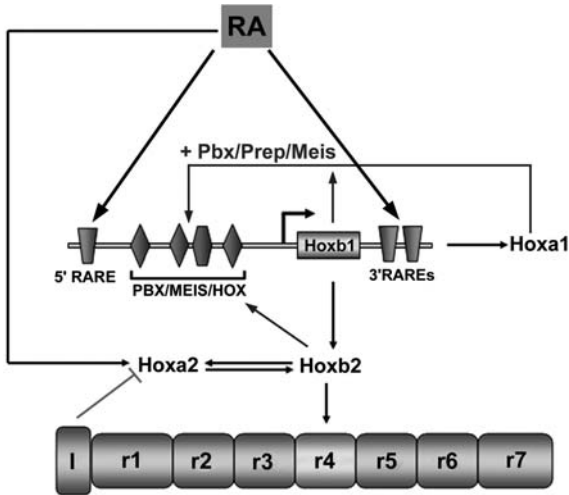 RA
+ Pbx/Prep/Meis
Hoxb1
Hoxa1
5' RARE
PBX/MEIS/HOX
3'RAREs
Hoxa2
Hoxb2
I
r1
r2
r3
r4
r5
r6
r7